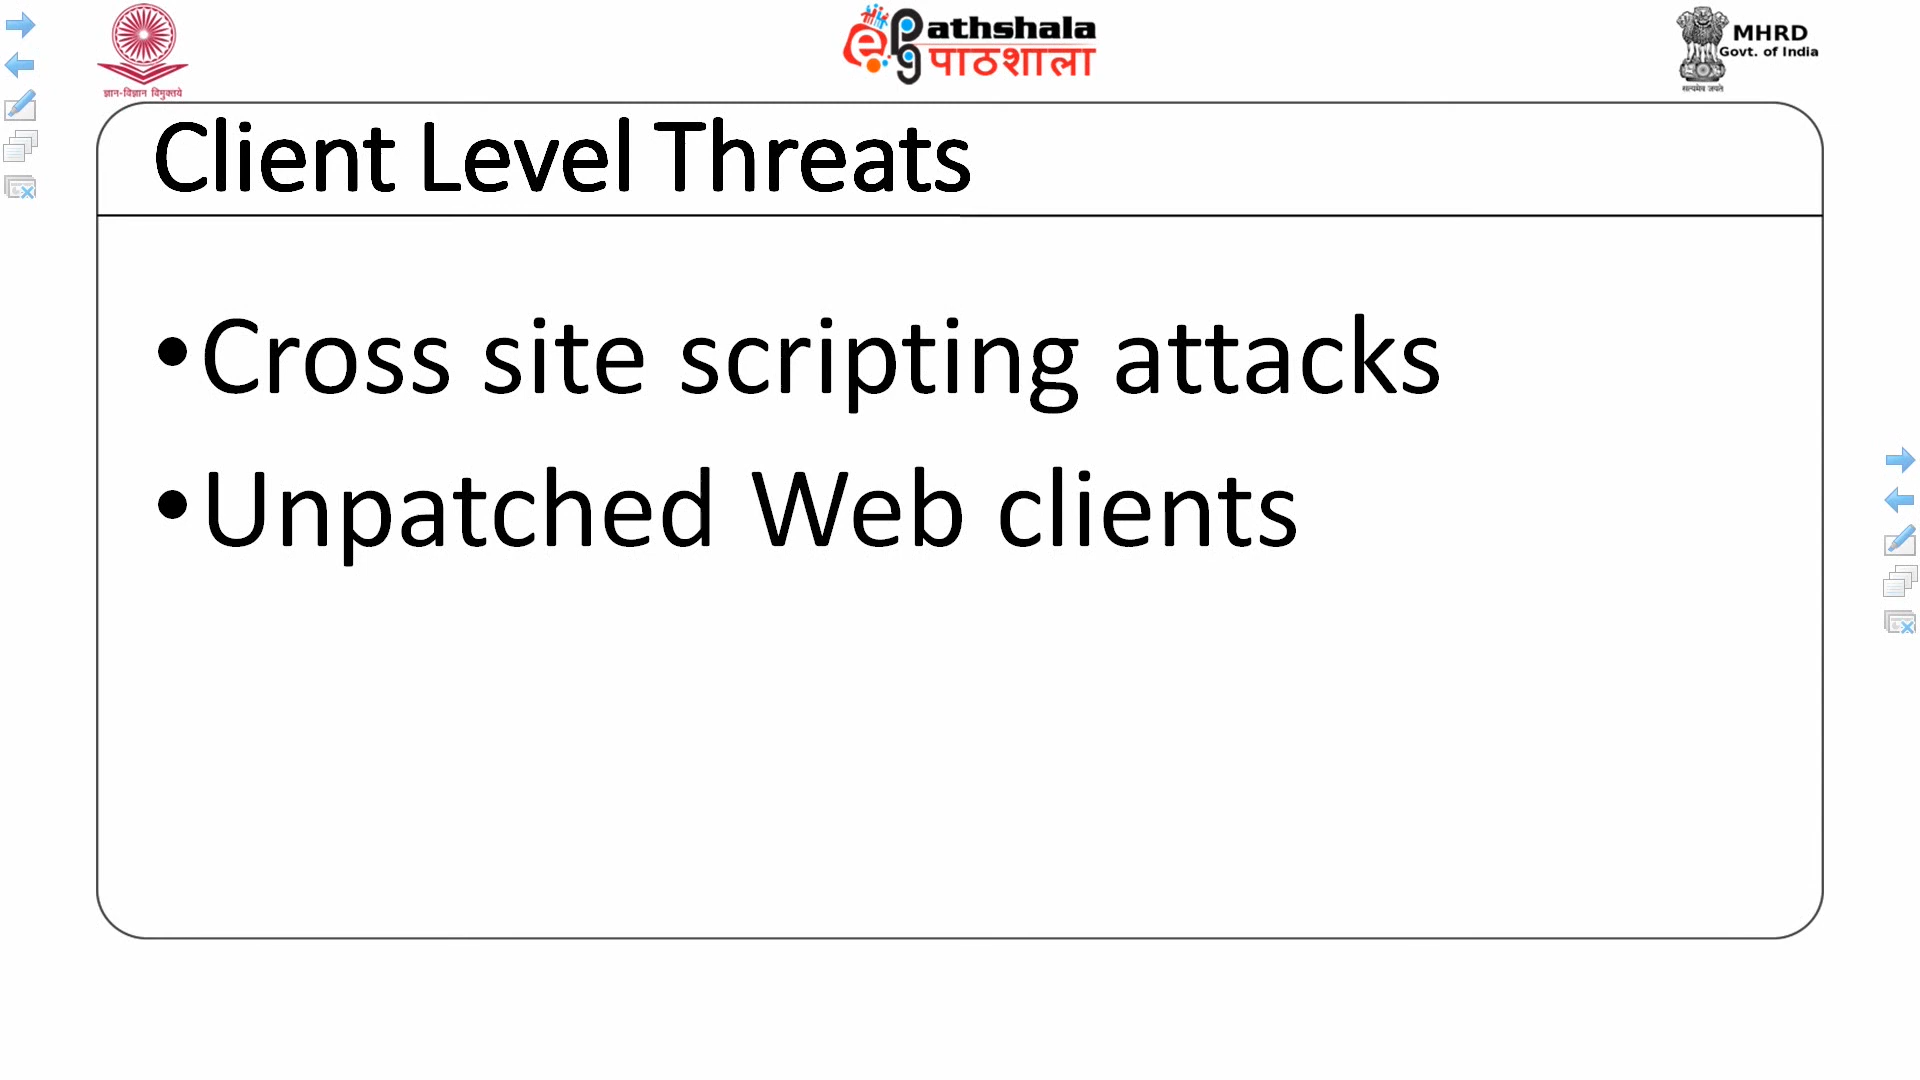 ज्ञान-विज्ञान विमुक्तये
epg Pathshala
पाठशाला
MHRD
Govt. of India
सत्यमेव जयते
Client Level Threats
•Cross site scripting attacks
•Unpatched Web clients